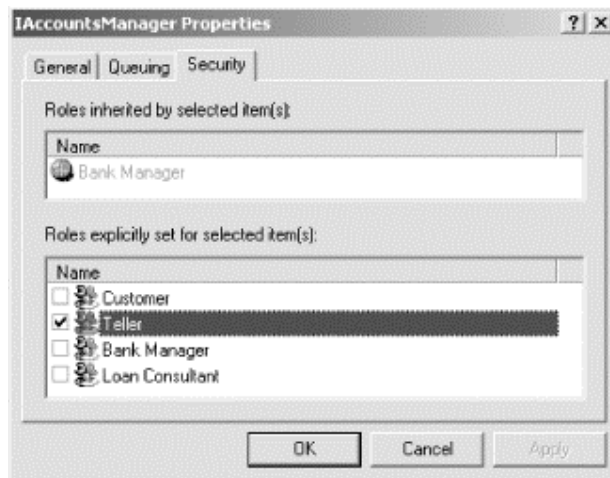 IAccountsManager Properties ? ×
General Queuing Security
Roles inherited by selected item(s):
Name
Bank Manager
Roles explicitly set for selected item(s):
Name
Customer
Teller
Bank Manager
Loan Consultant
OK Cancel Apply